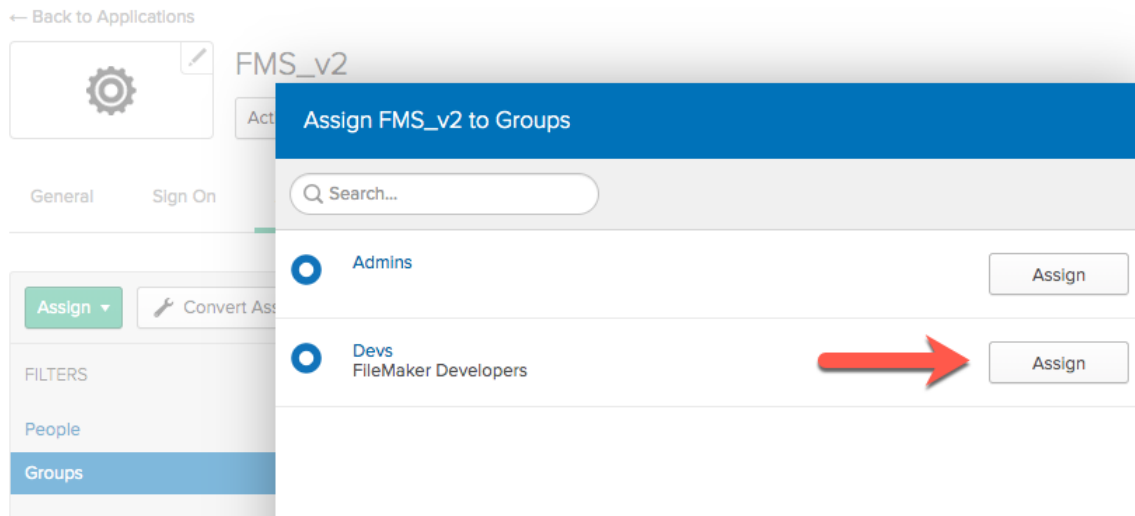 ← Back to Applications
FMS_v2
Act
Assign FMS_v2 to Groups
General
Sign On
Search...
Admins
Assign
Assign
Convert Ass
Devs
FileMaker Developers
Assign
FILTERS
People
Groups